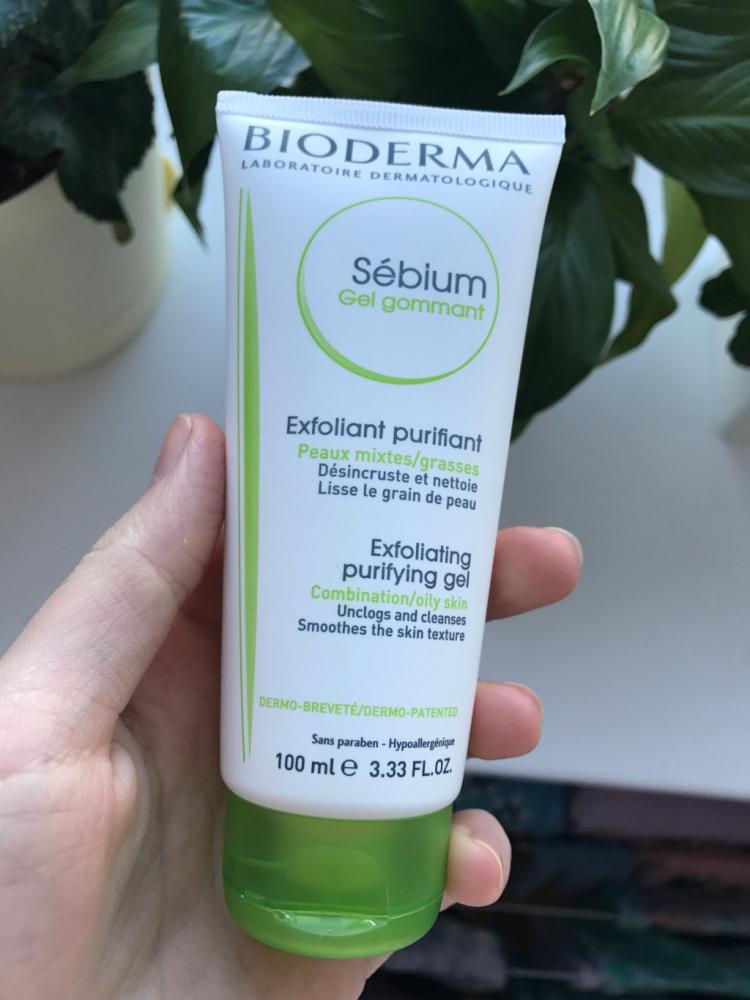 BIODERMA
LABORATOIRE DERMATOLOGIQUE
Sébium
Gel gommant
Exfoliant purifiant
Peaux mixtes/grasses
Désincruste et nettoie
Lisse le grain de peau
Exfoliating
purifying gel
Combination/oily skin
Unclogs and cleanses
Smoothes the skin texture
DERMO-BREVETÉ/DERMO-PATENTED
Sans paraben - Hypoallergénique
100 ml e 3.33 FL.OZ.